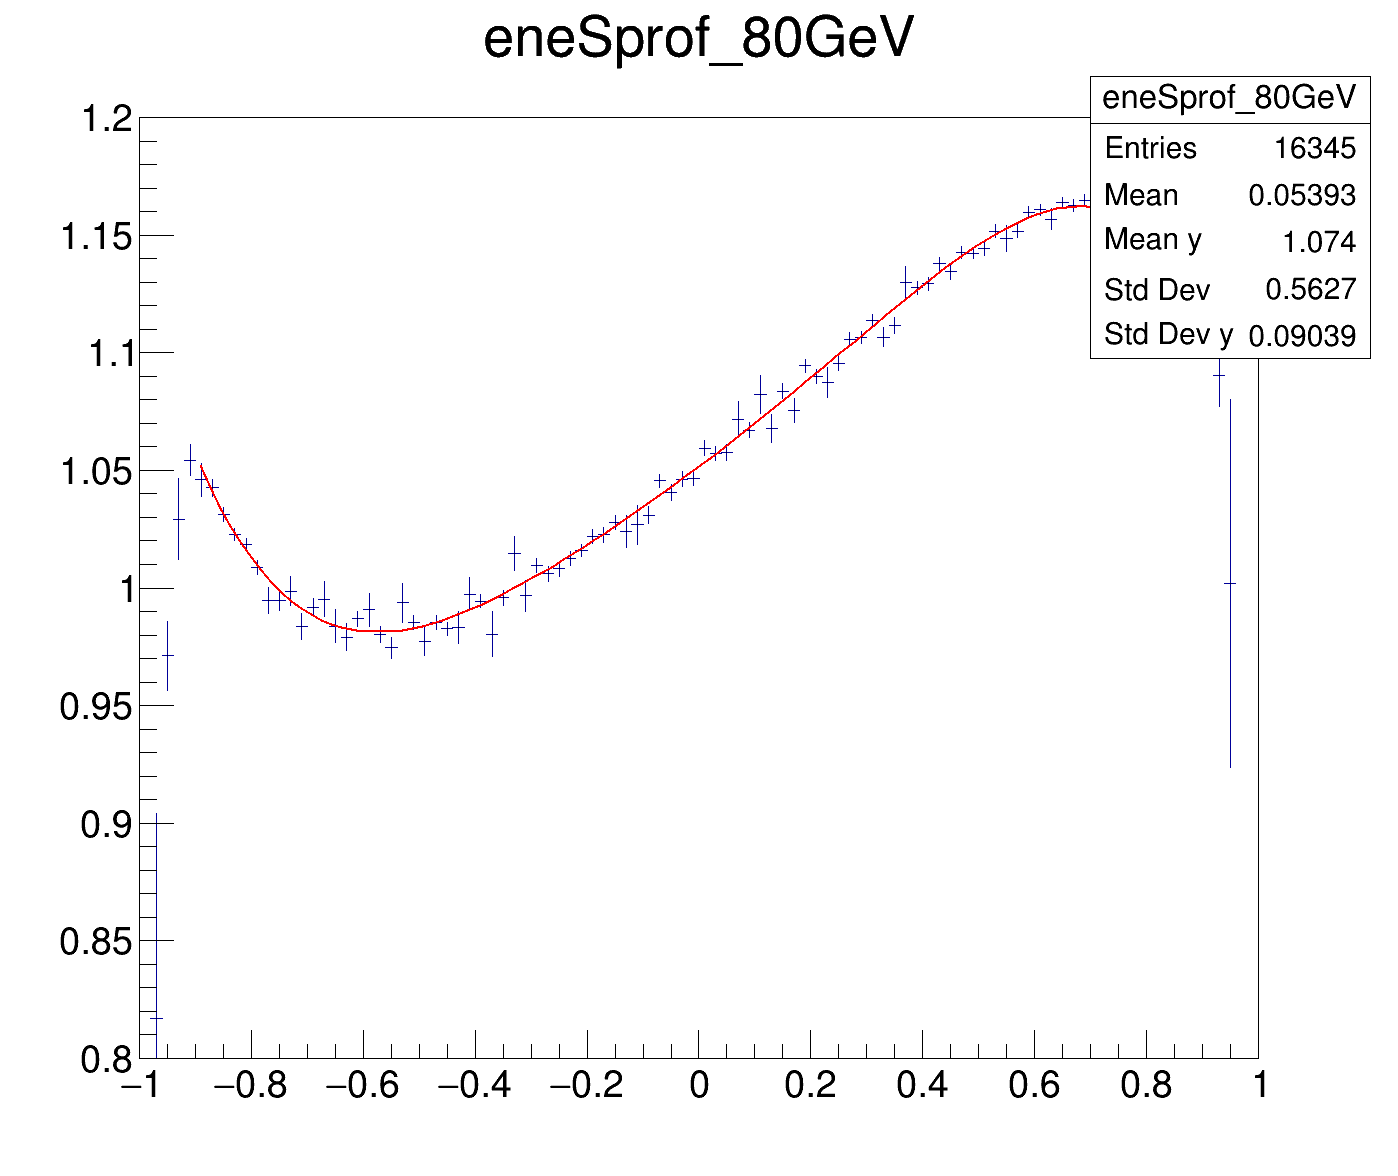 eneSprof_80GeV
eneSprof_80GeV
Entries 16345
Mean 0.05393
Mean y 1.074
Std Dev 0.5627
Std Dev y 0.09039
1.2
1.15
1.1
1.05
1
0.95
0.9
0.85
0.8
−1 −0.8 −0.6 −0.4 −0.2 0 0.2 0.4 0.6 0.8 1